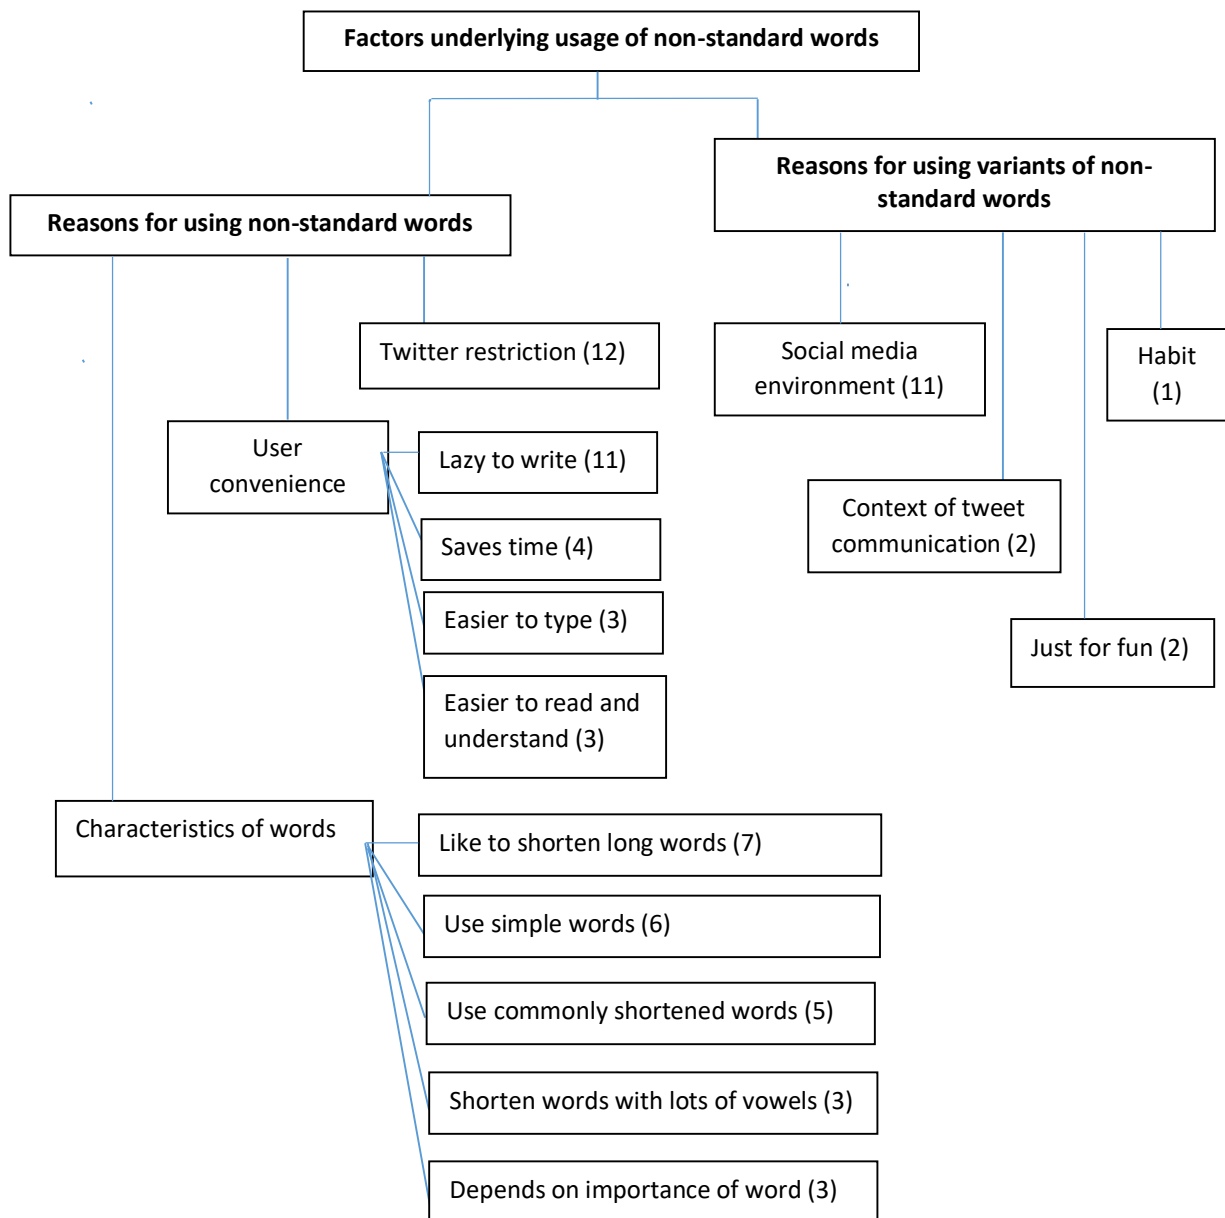 Factors underlying usage of non-standard words
Reasons for using non-standard words
Reasons for using variants of non-
standard words
Twitter restriction (12)
User
convenience
Lazy to write (11)
Saves time (4)
Easier to type (3)
Easier to read and
understand (3)
Characteristics of words
Like to shorten long words (7)
Use simple words (6)
Use commonly shortened words (5)
Shorten words with lots of vowels (3)
Depends on importance of word (3)
Social media
environment (11)
Context of tweet
communication (2)
Just for fun (2)
Habit
(1)